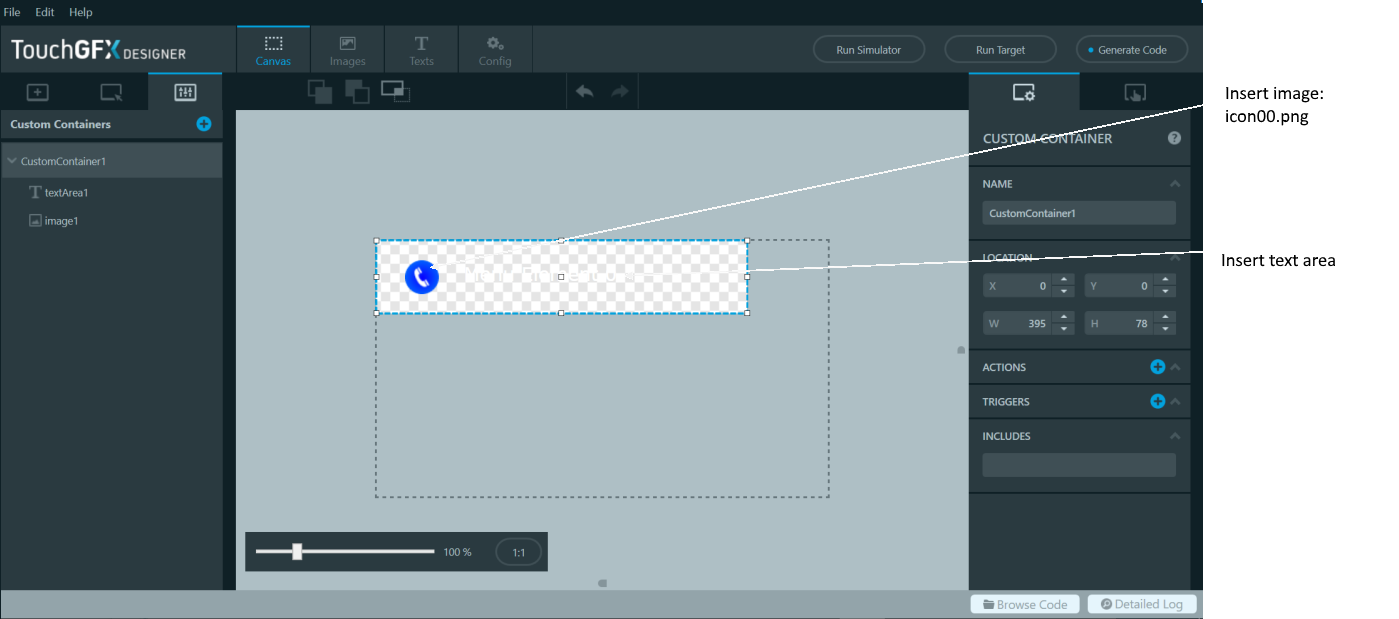 File Edit Help
TouchGFX DESIGNER
Canvas
Images
Texts
Config
Run Simulator
Run Target
Generate Code
Custom Containers
CustomContainer1
textArea1
image1
CUSTOM CONTAINER
NAME
CustomContainer1
LOCATION
X 0
Y 0
W 395
H 78
ACTIONS
TRIGGERS
INCLUDES
100 %
1:1
Browse Code
Detailed Log
Insert image:
icon00.png
Insert text area